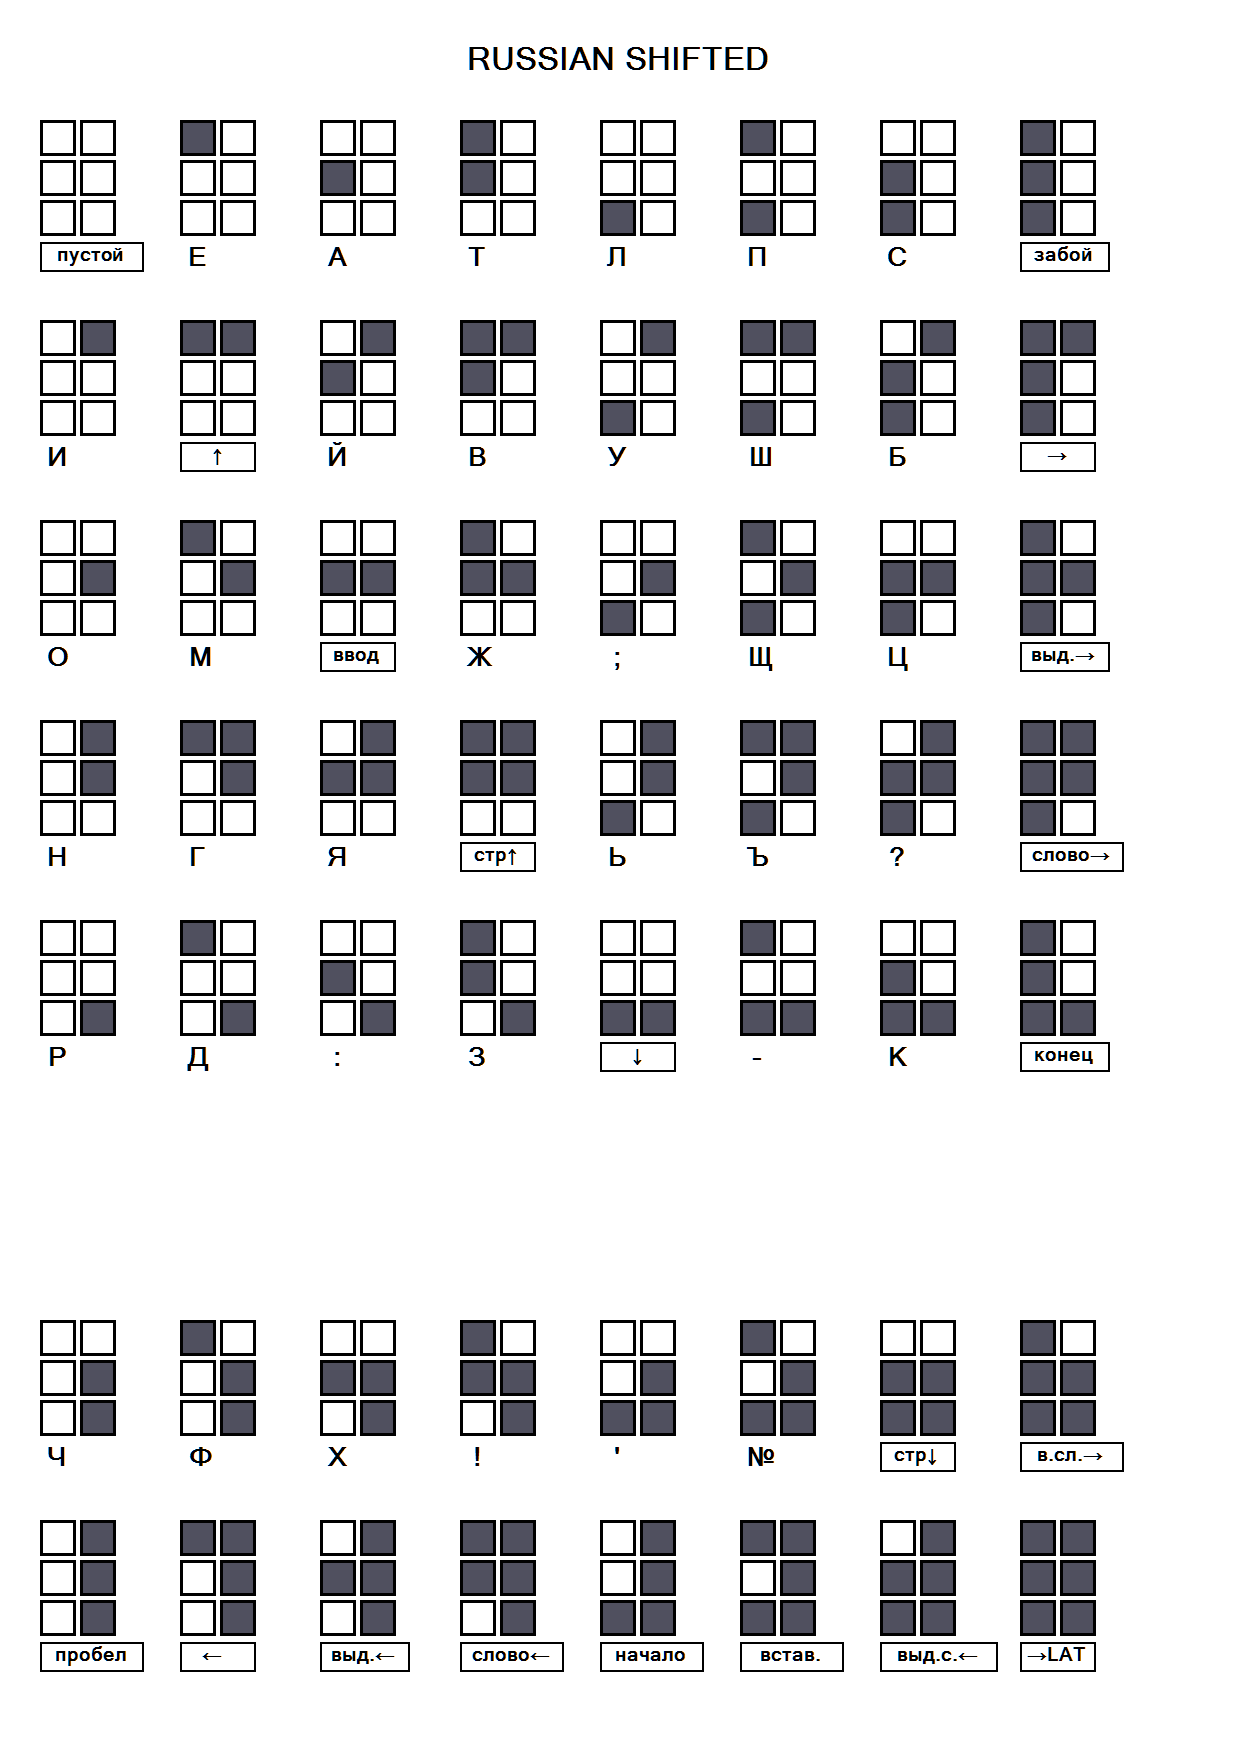 RUSSIAN SHIFTED
пустой Е А Т Л П С забой
И ↑ Й В У Ш Б →
О М ввод Ж ; Щ Ц выд.→
Н Г Я стр↑ Ь Ъ ? слово→
Р Д : З ↓ - К конец
Ч Ф Х ! ' № стр↓ в.сл.→
пробел ← выд.← слово← начало встав. выд.с.← →LAT